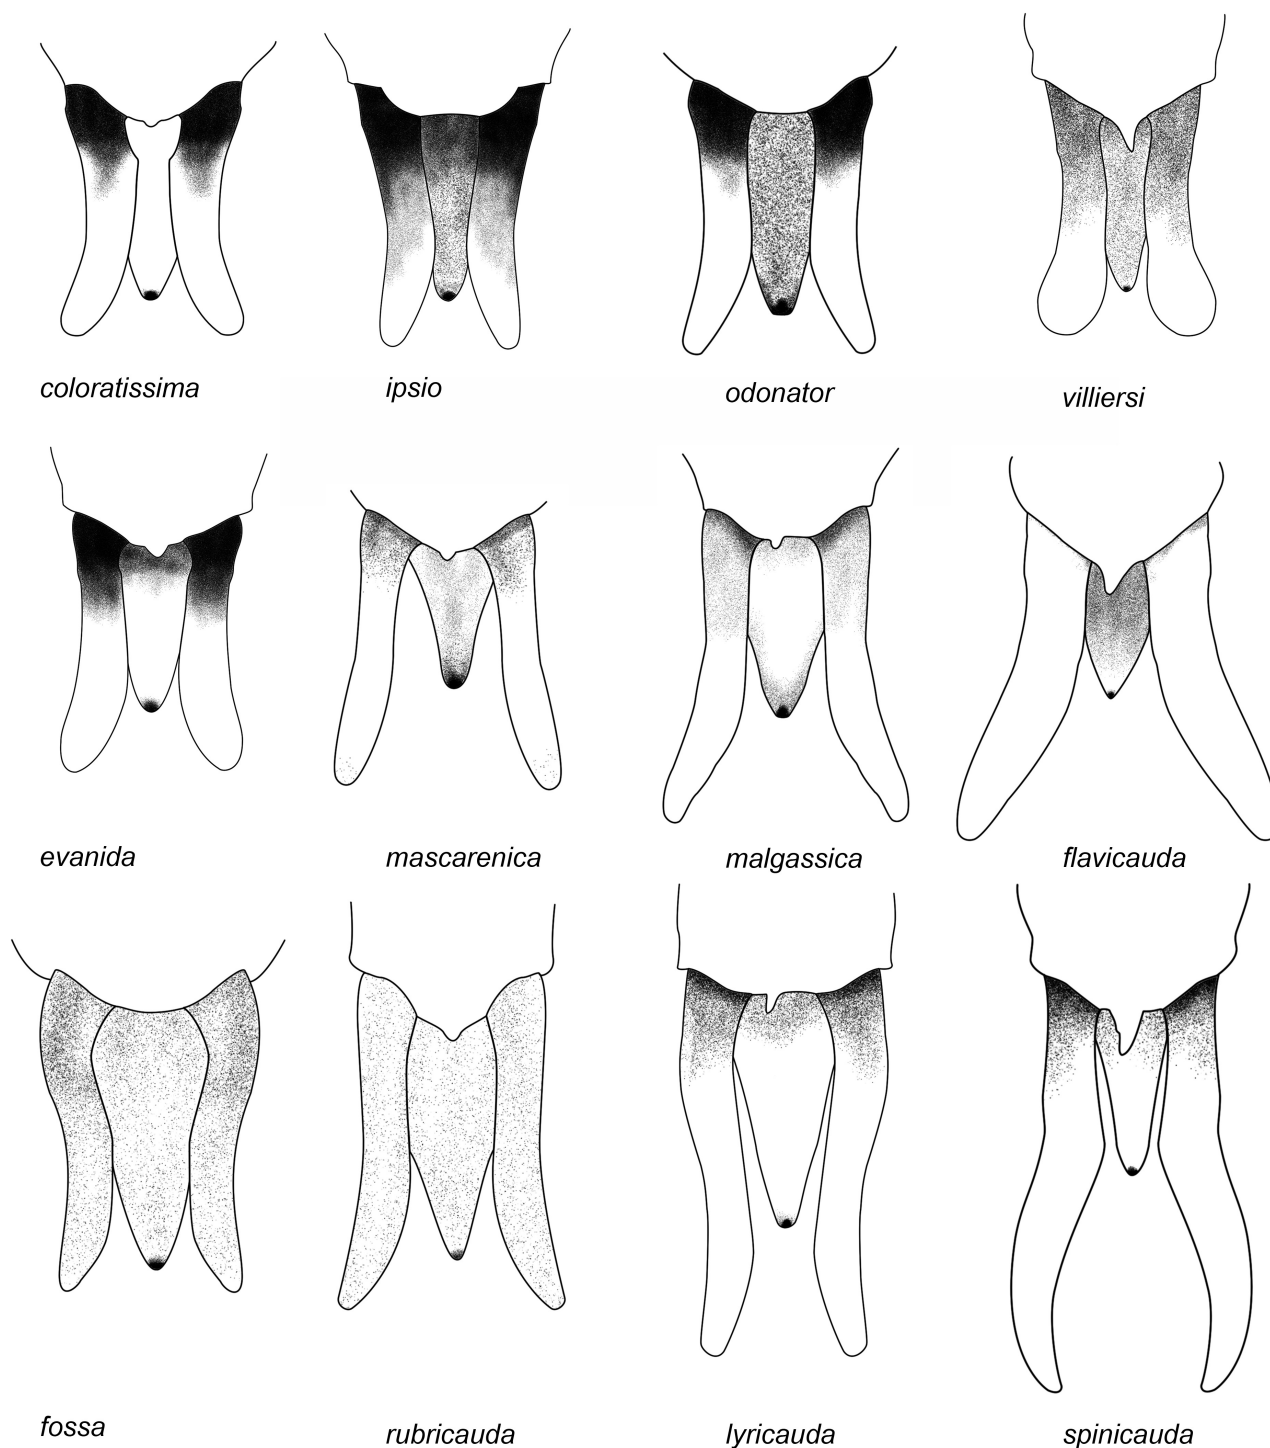 coloratissima
ipsio
odonator
villiersi
evanida
mascarenica
malgassica
flavicauda
fossa
rubricauda
lyricauda
spinicauda